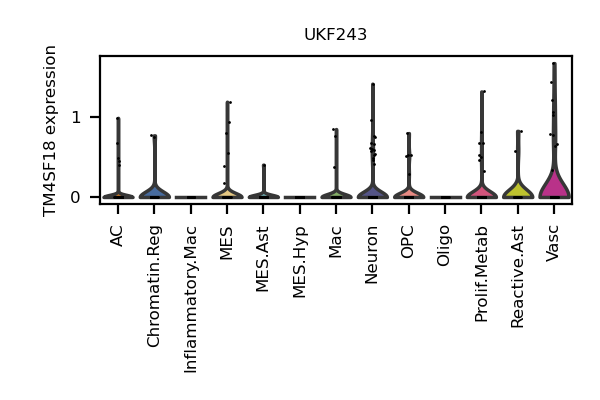 UKF243
TM4SF18 expression
1
0
AC
Chromatin.Reg
Inflammatory.Mac
MES
MES.Ast
MES.Hyp
Mac
Neuron
OPC
Oligo
Prolif.Metab
Reactive.Ast
Vasc